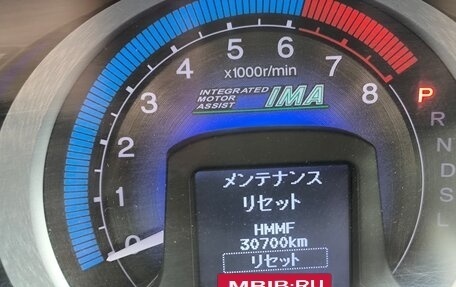 x1000r/min
INTEGRATED
MOTOR
ASSIST
IMA
0
1
2
3
4
5
6
7
8
P
R
N
D
S
L
メンテナンス
リセット
HMMF
30700km
リセット
MBIB·RU